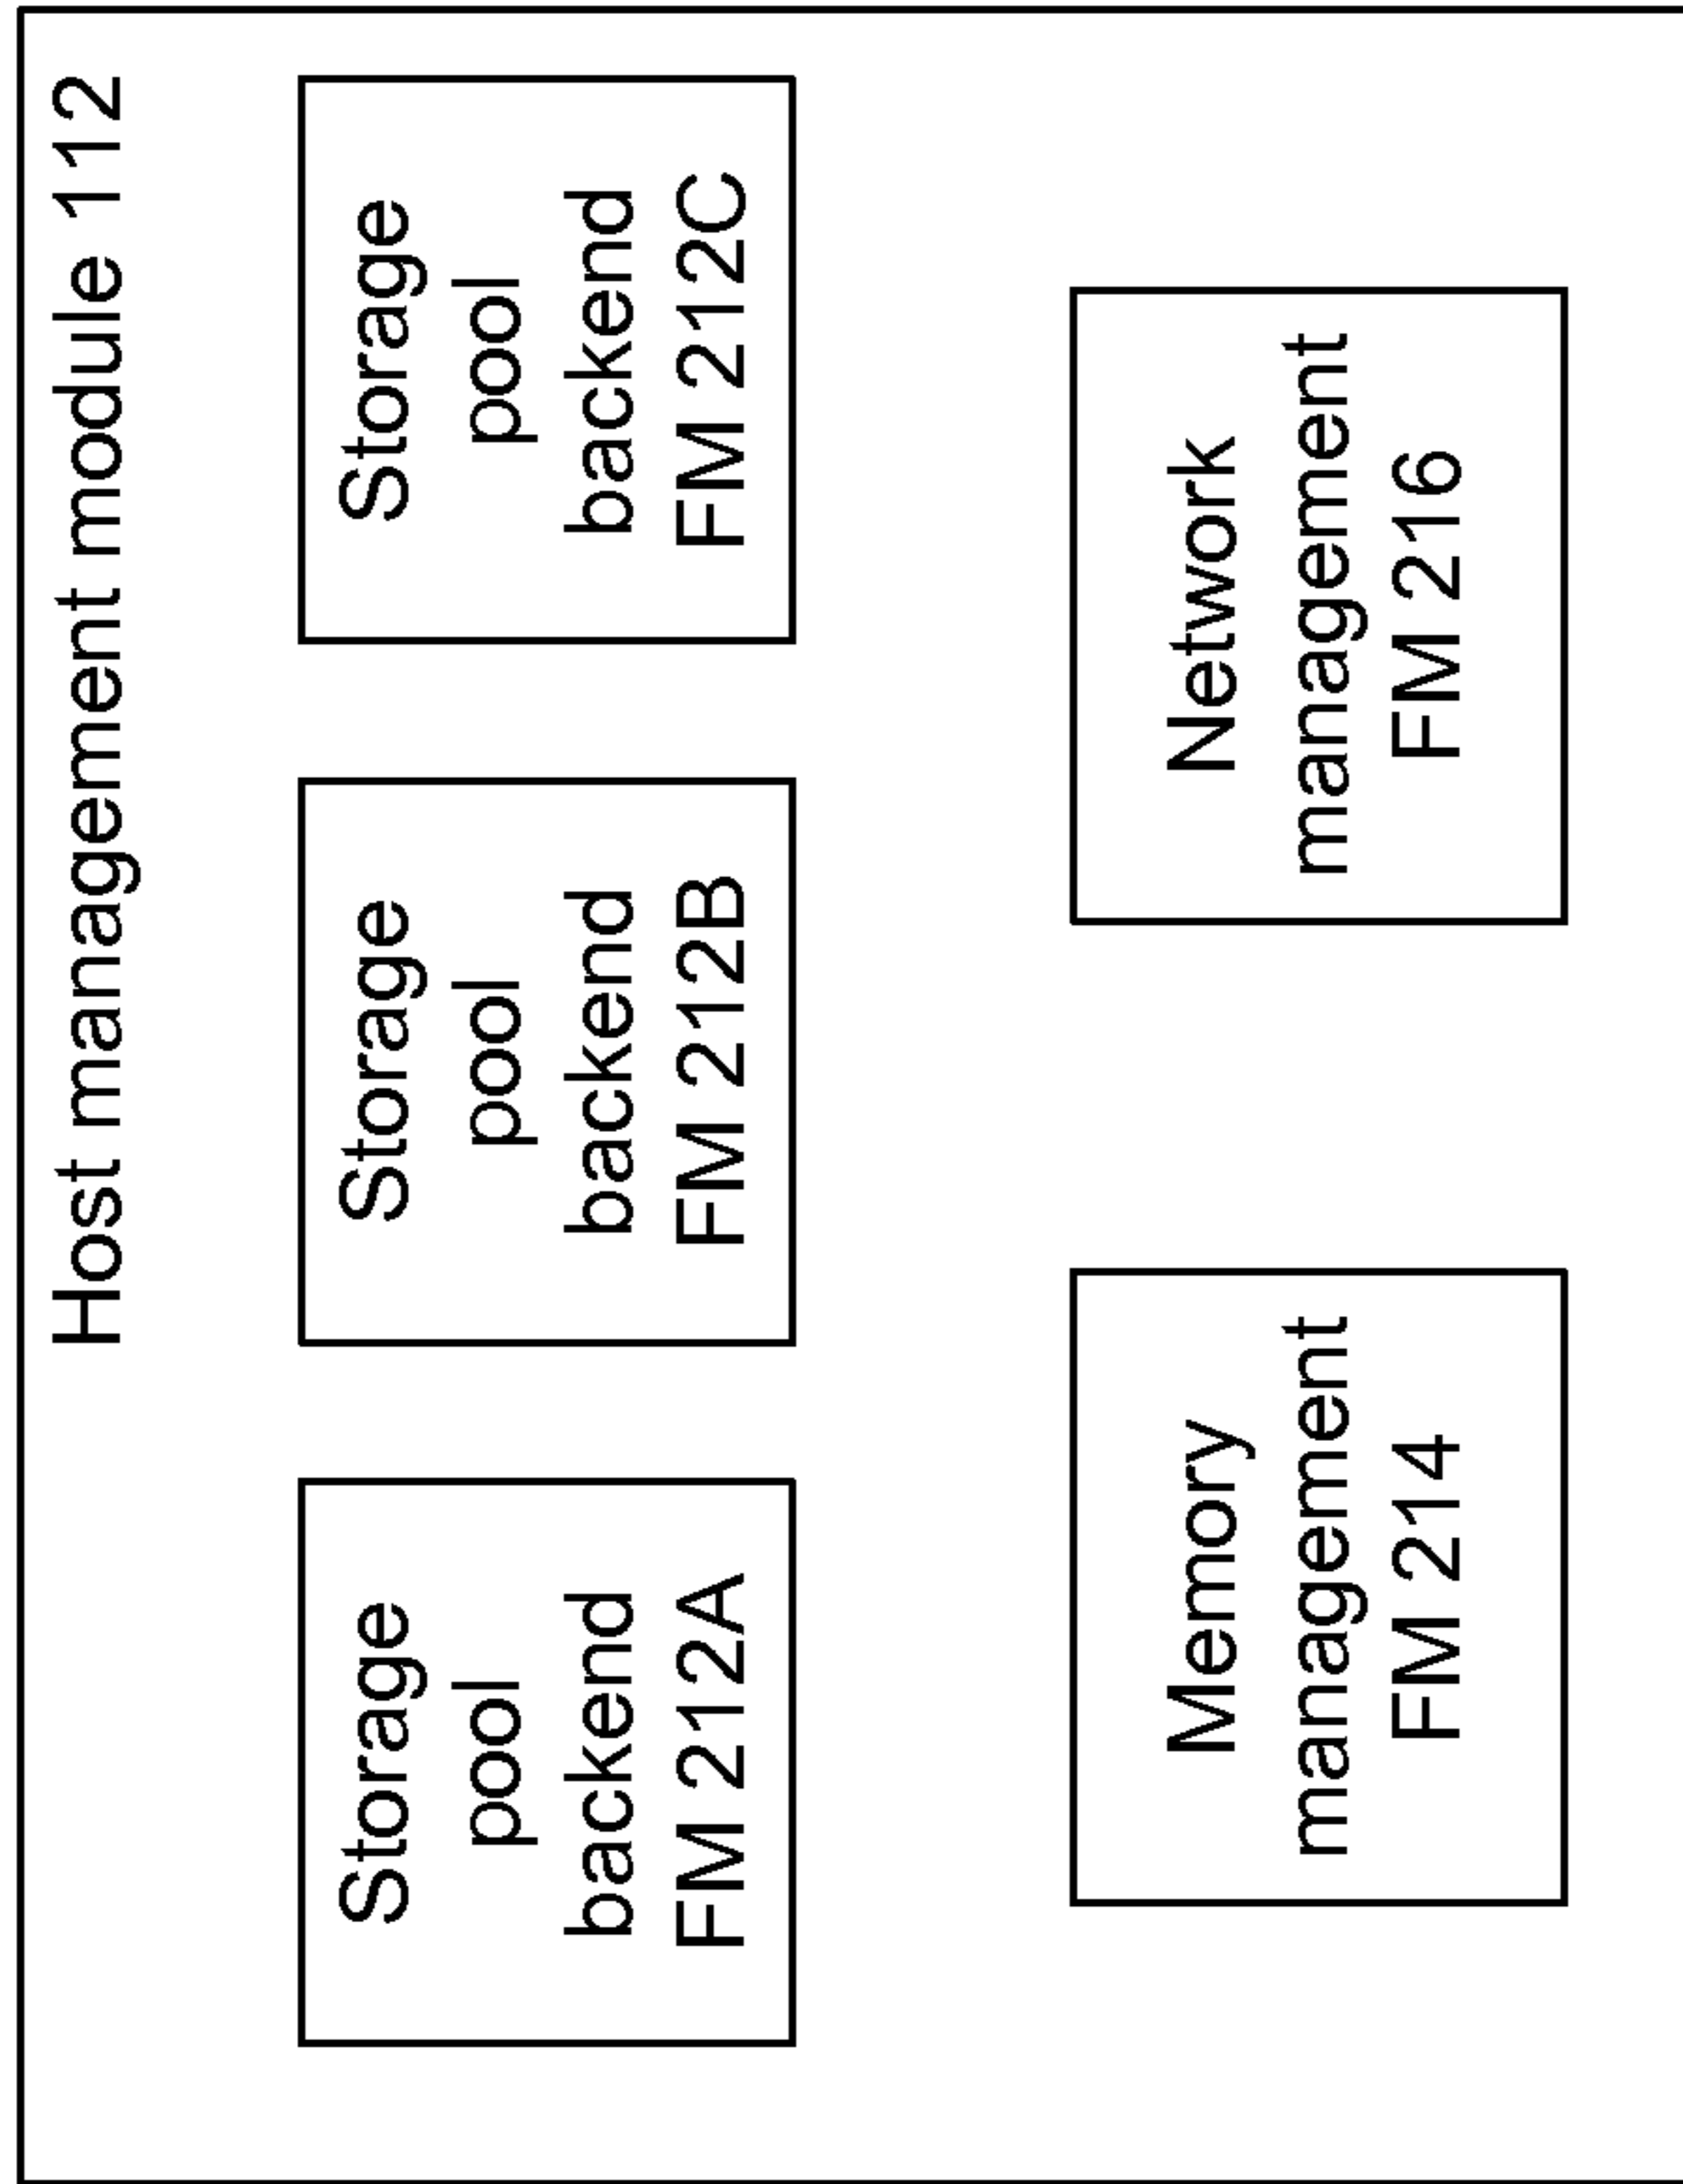 Host management module 112
Storage
pool
backend
FM 212A
Storage
pool
backend
FM 212B
Storage
pool
backend
FM 212C
Memory
management
FM 214
Network
management
FM 216